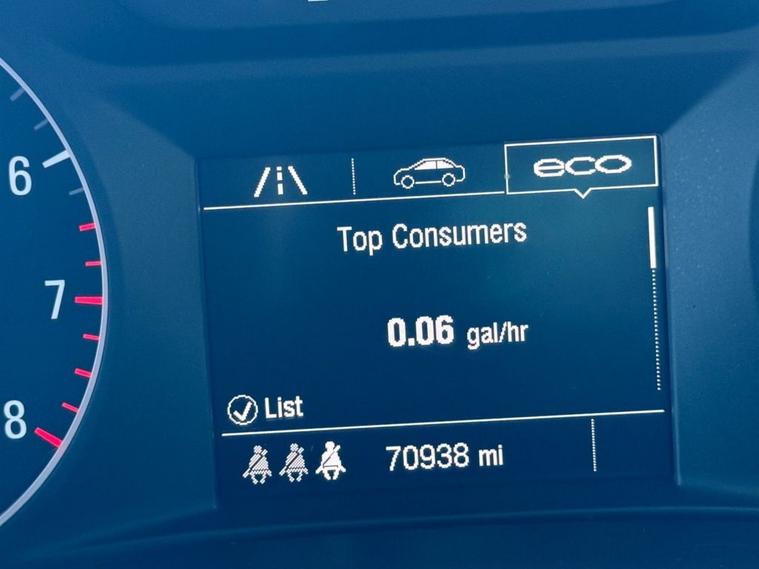 6
7
8
eco
Top Consumers
0.06 gal/hr
List
70938 mi